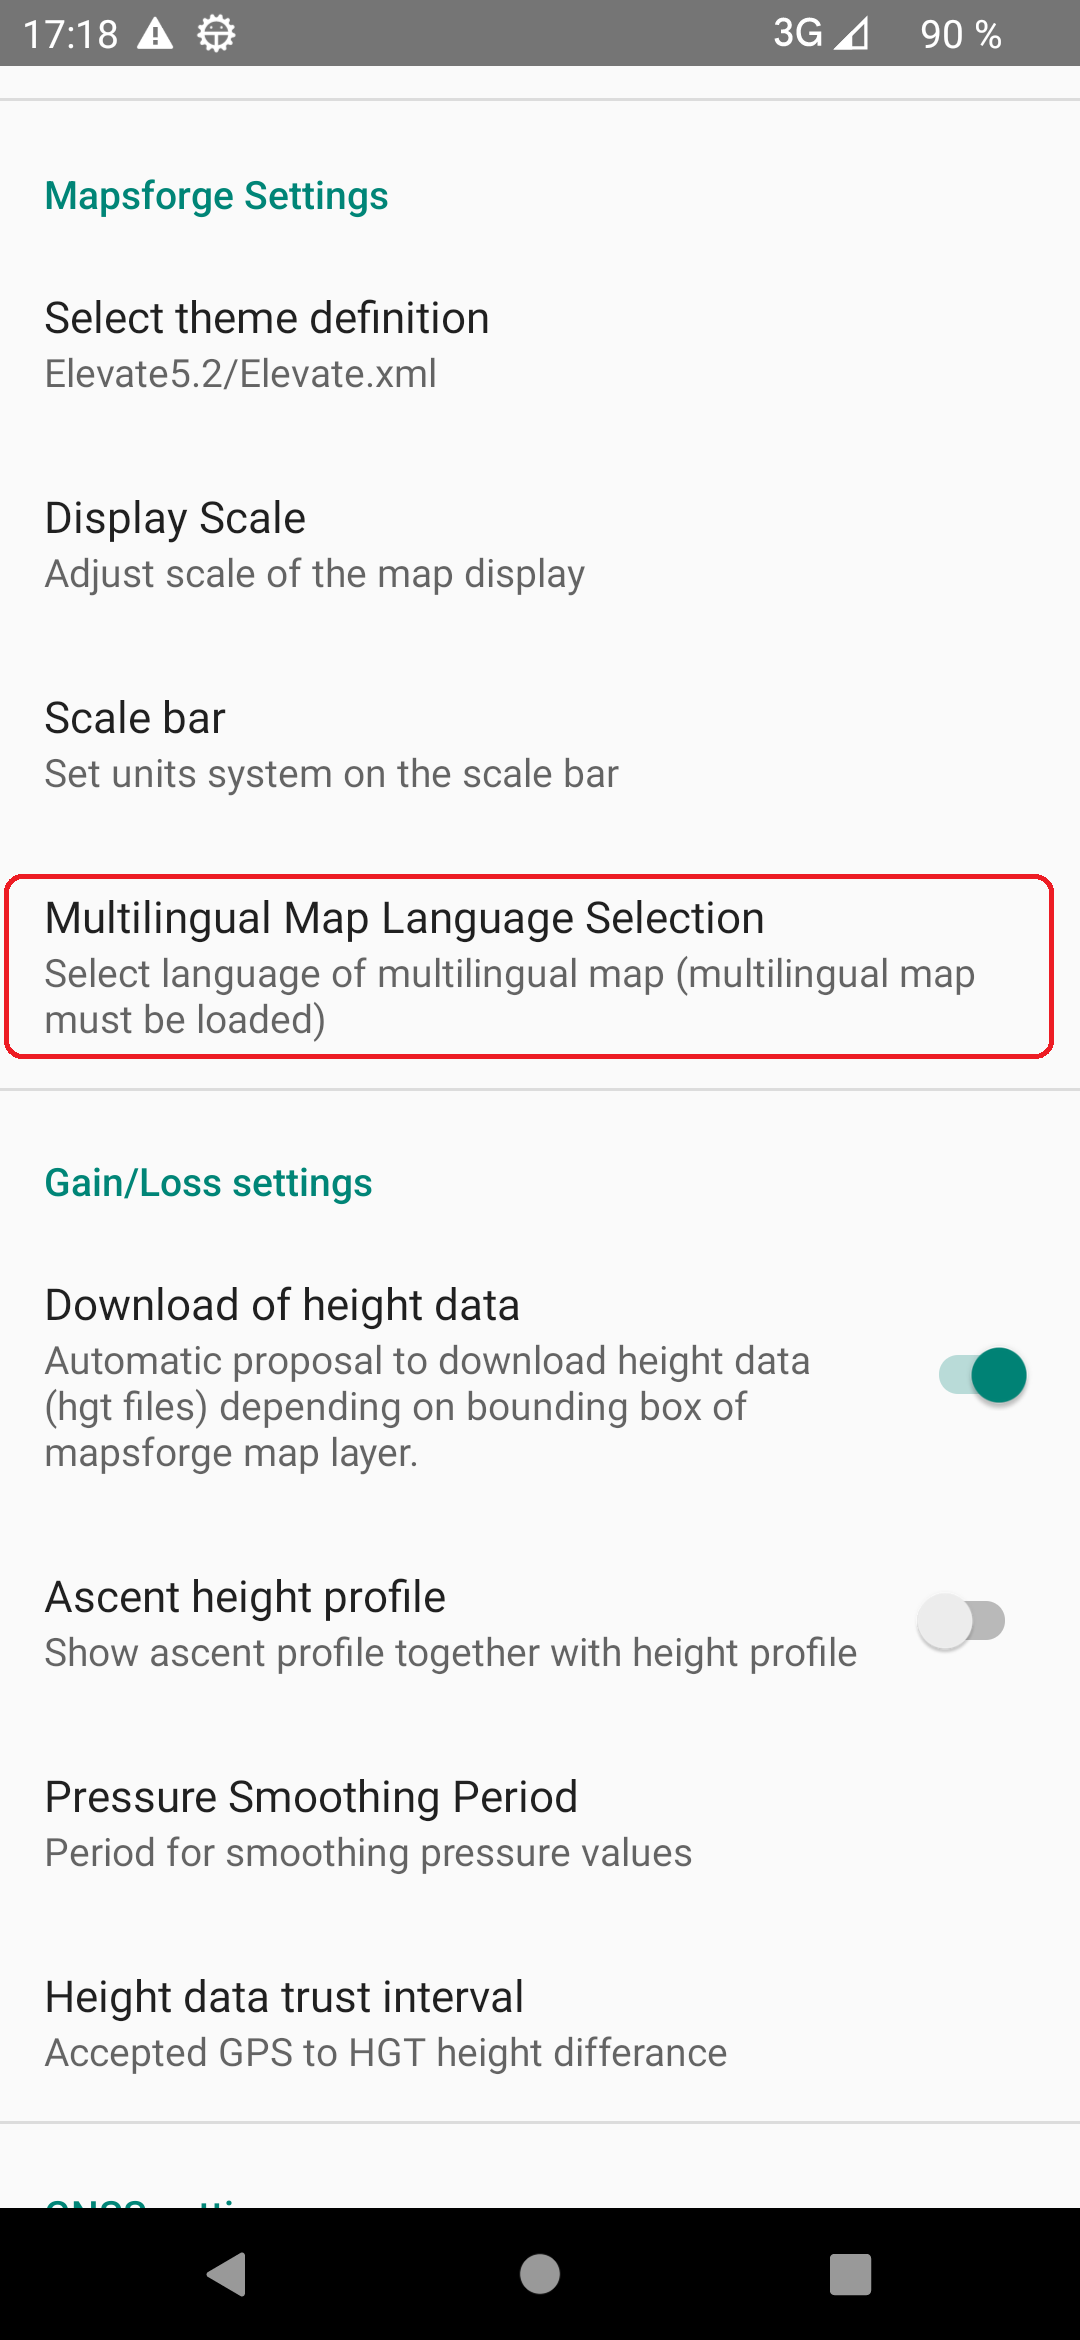 17:18 3G 90 %
Mapsforge Settings
Select theme definition
Elevate5.2/Elevate.xml
Display Scale
Adjust scale of the map display
Scale bar
Set units system on the scale bar
Multilingual Map Language Selection
Select language of multilingual map (multilingual map
must be loaded)
Gain/Loss settings
Download of height data
Automatic proposal to download height data
(hgt files) depending on bounding box of
mapsforge map layer.
Ascent height profile
Show ascent profile together with height profile
Pressure Smoothing Period
Period for smoothing pressure values
Height data trust interval
Accepted GPS to HGT height differance